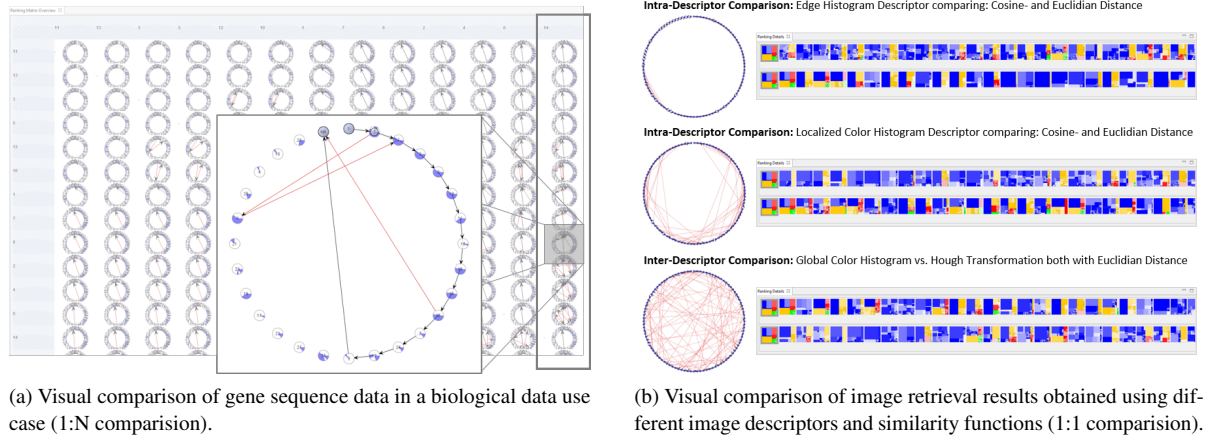 Ranking Matrix Overview
Intra-Descriptor Comparison: Edge Histogram Descriptor comparing: Cosine- and Euclidian Distance
Ranking Details
Intra-Descriptor Comparison: Localized Color Histogram Descriptor comparing: Cosine- and Euclidian Distance
Ranking Details
Inter-Descriptor Comparison: Global Color Histogram vs. Hough Transformation both with Euclidian Distance
Ranking Details
(a) Visual comparison of gene sequence data in a biological data use
case (1:N comparision).
(b) Visual comparison of image retrieval results obtained using dif-
ferent image descriptors and similarity functions (1:1 comparision).